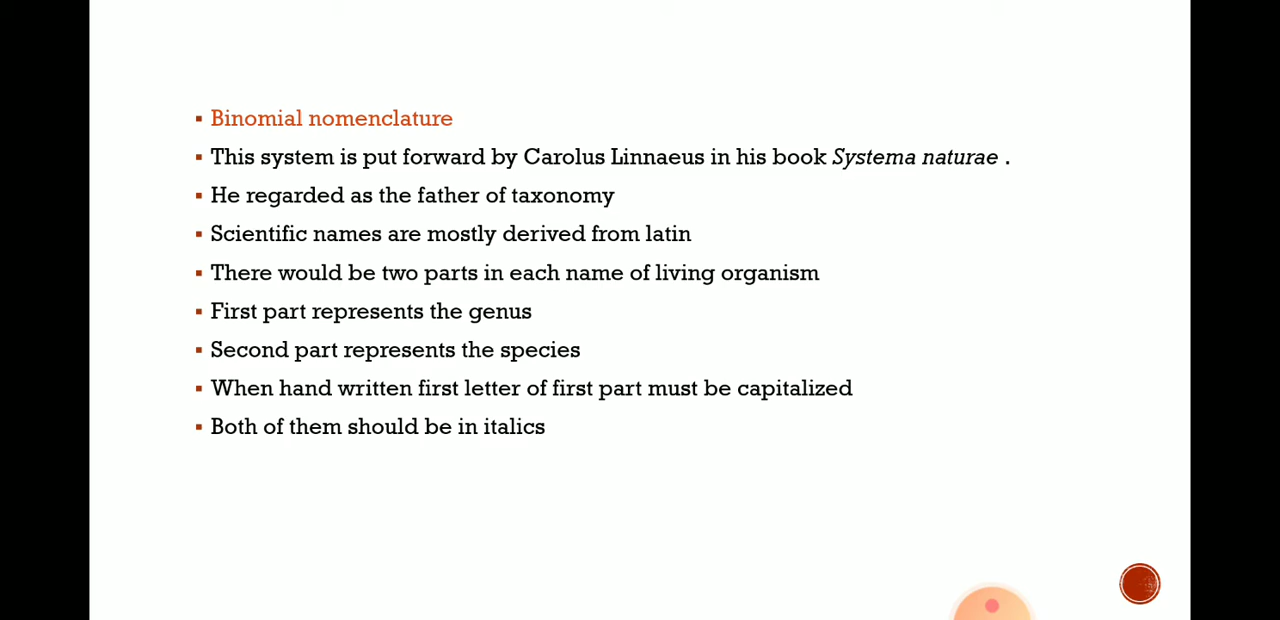 Binomial nomenclature
This system is put forward by Carolus Linnaeus in his book Systema naturae .
He regarded as the father of taxonomy
Scientific names are mostly derived from latin
There would be two parts in each name of living organism
First part represents the genus
Second part represents the species
When hand written first letter of first part must be capitalized
Both of them should be in italics